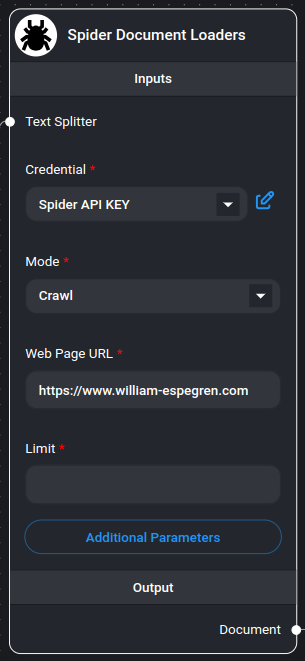 Spider Document Loaders
Inputs
Text Splitter
Credential *
Spider API KEY
Mode *
Crawl
Web Page URL *
https://www.william-espegren.com
Limit *
Additional Parameters
Output
Document